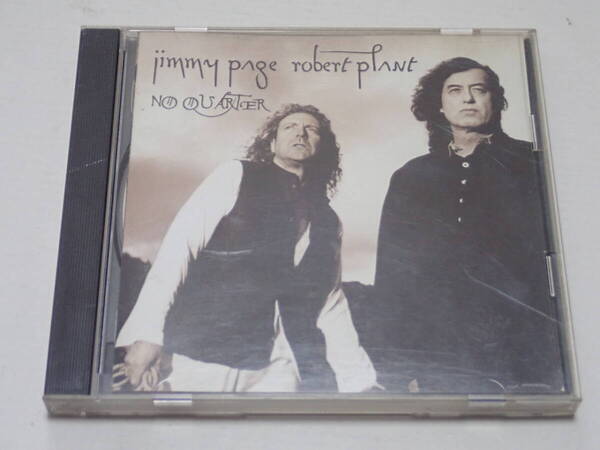 jimmy page robert plant
NO QUARTER